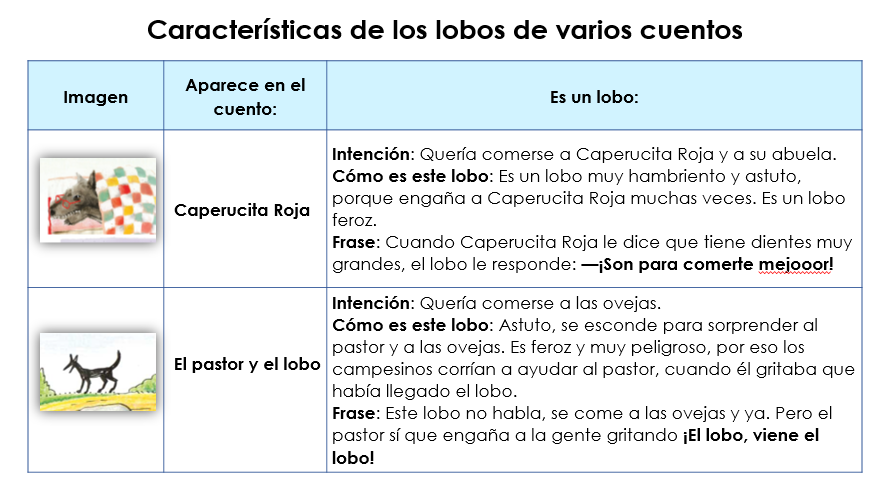 Características de los lobos de varios cuentos
Imagen
Aparece en el
cuento:
Es un lobo:
Caperucita Roja
Intención: Quería comerse a Caperucita Roja y a su abuela.
Cómo es este lobo: Es un lobo muy hambriento y astuto,
porque engaña a Caperucita Roja muchas veces. Es un lobo
feroz.
Frase: Cuando Caperucita Roja le dice que tiene dientes muy
grandes, el lobo le responde: —¡Son para comerte mejooor!
El pastor y el lobo
Intención: Quería comerse a las ovejas.
Cómo es este lobo: Astuto, se esconde para sorprender al
pastor y a las ovejas. Es feroz y muy peligroso, por eso los
campesinos corrían a ayudar al pastor, cuando él gritaba que
había llegado el lobo.
Frase: Este lobo no habla, se come a las ovejas y ya. Pero el
pastor sí que engaña a la gente gritando ¡El lobo, viene el
lobo!